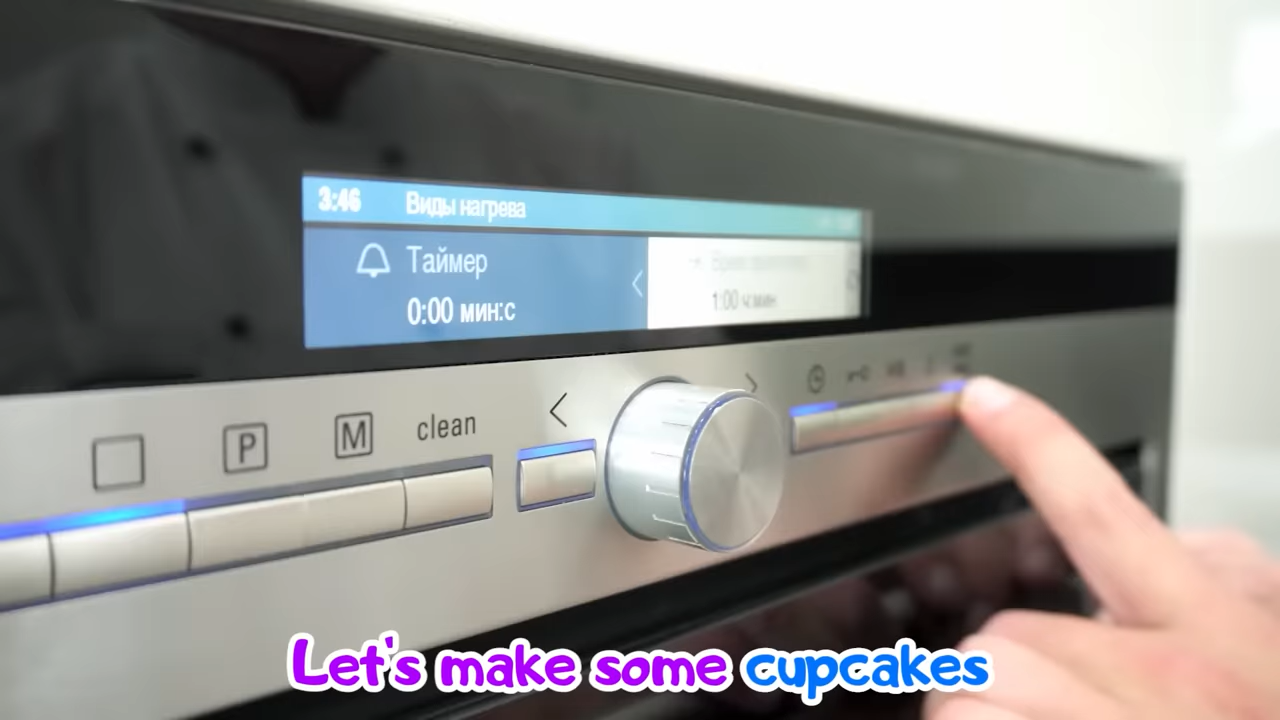 3:46 Виды нагрева
Таймер
0:00 мин:с
1:00 ч:мин
P M clean
Let's make some cupcakes